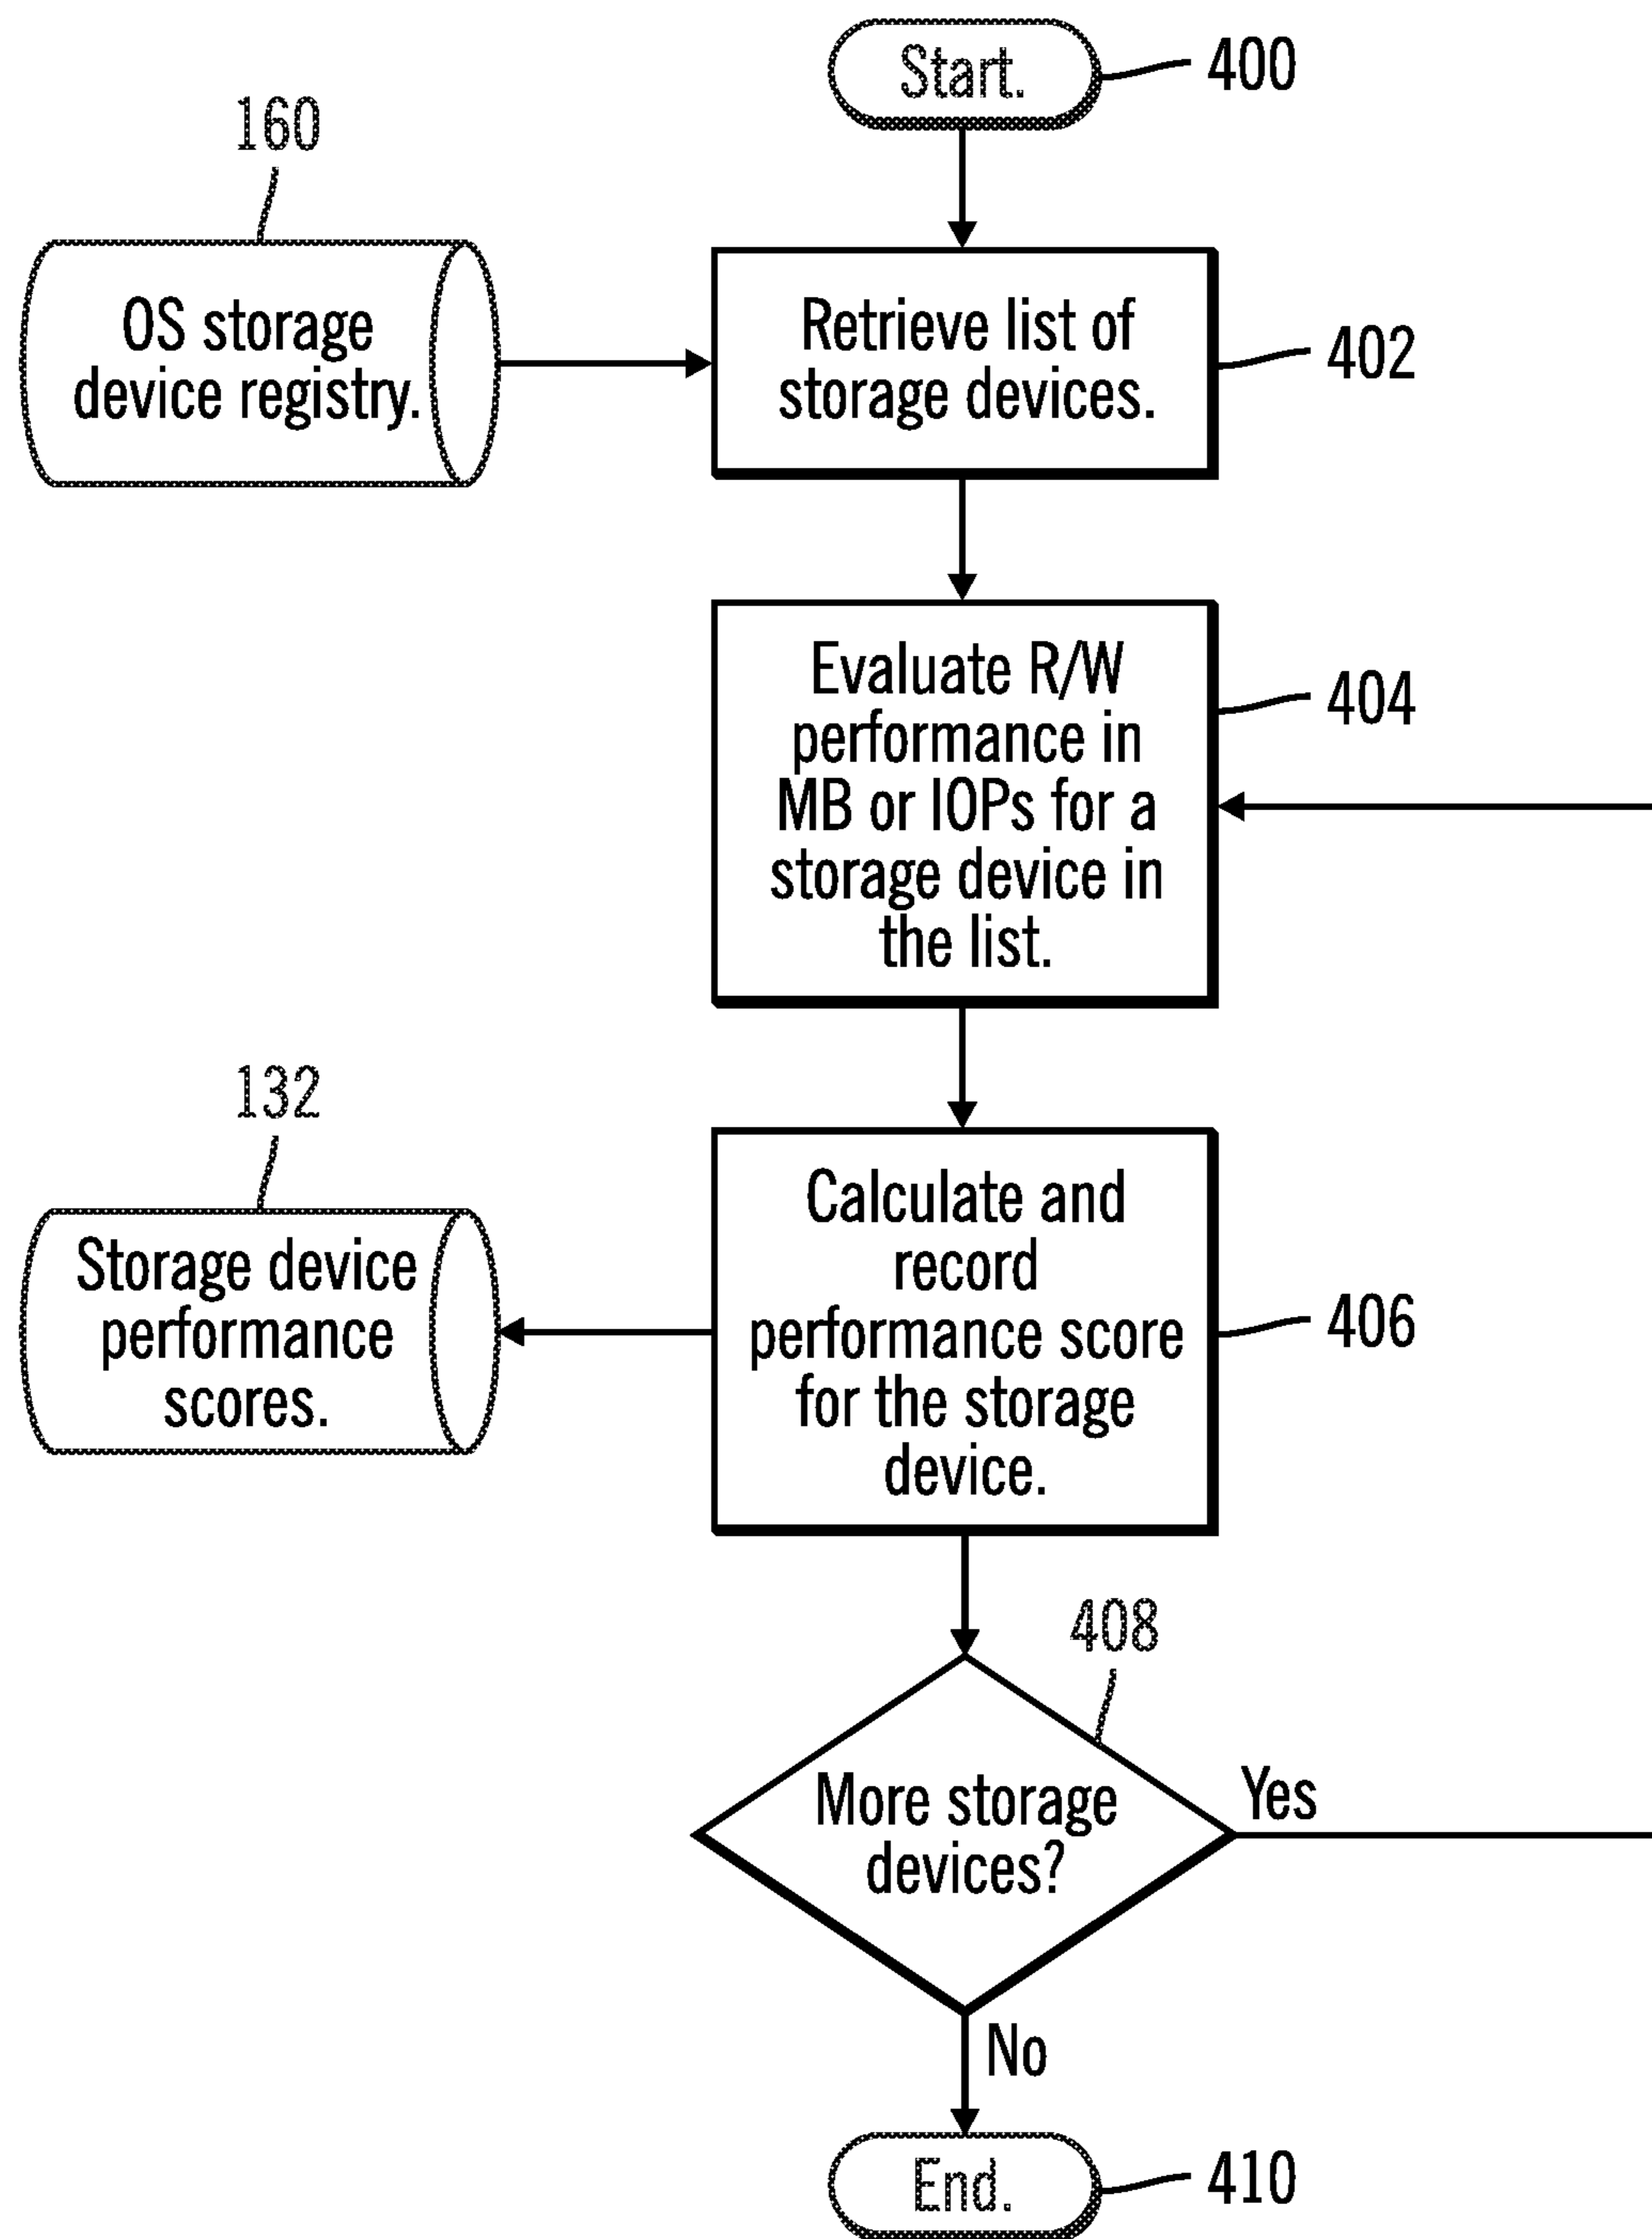 Start.
400
160
OS storage
device registry.
Retrieve list of
storage devices.
402
Evaluate R/W
performance in
MB or IOPs for a
storage device in
the list.
404
132
Storage device
performance
scores.
Calculate and
record
performance score
for the storage
device.
406
408
More storage
devices?
Yes
No
End.
410